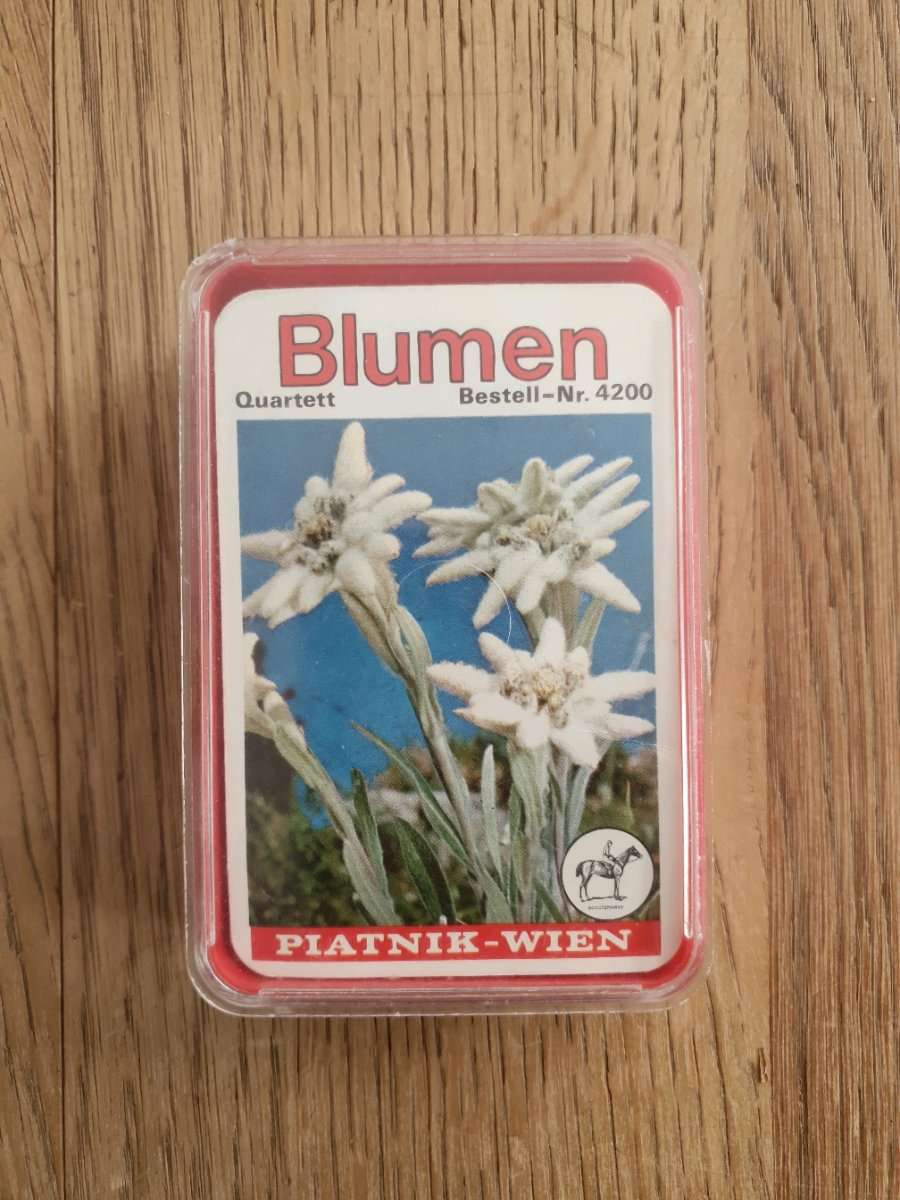 Blumen
Quartett Bestell-Nr. 4200
PIATNIK-WIEN